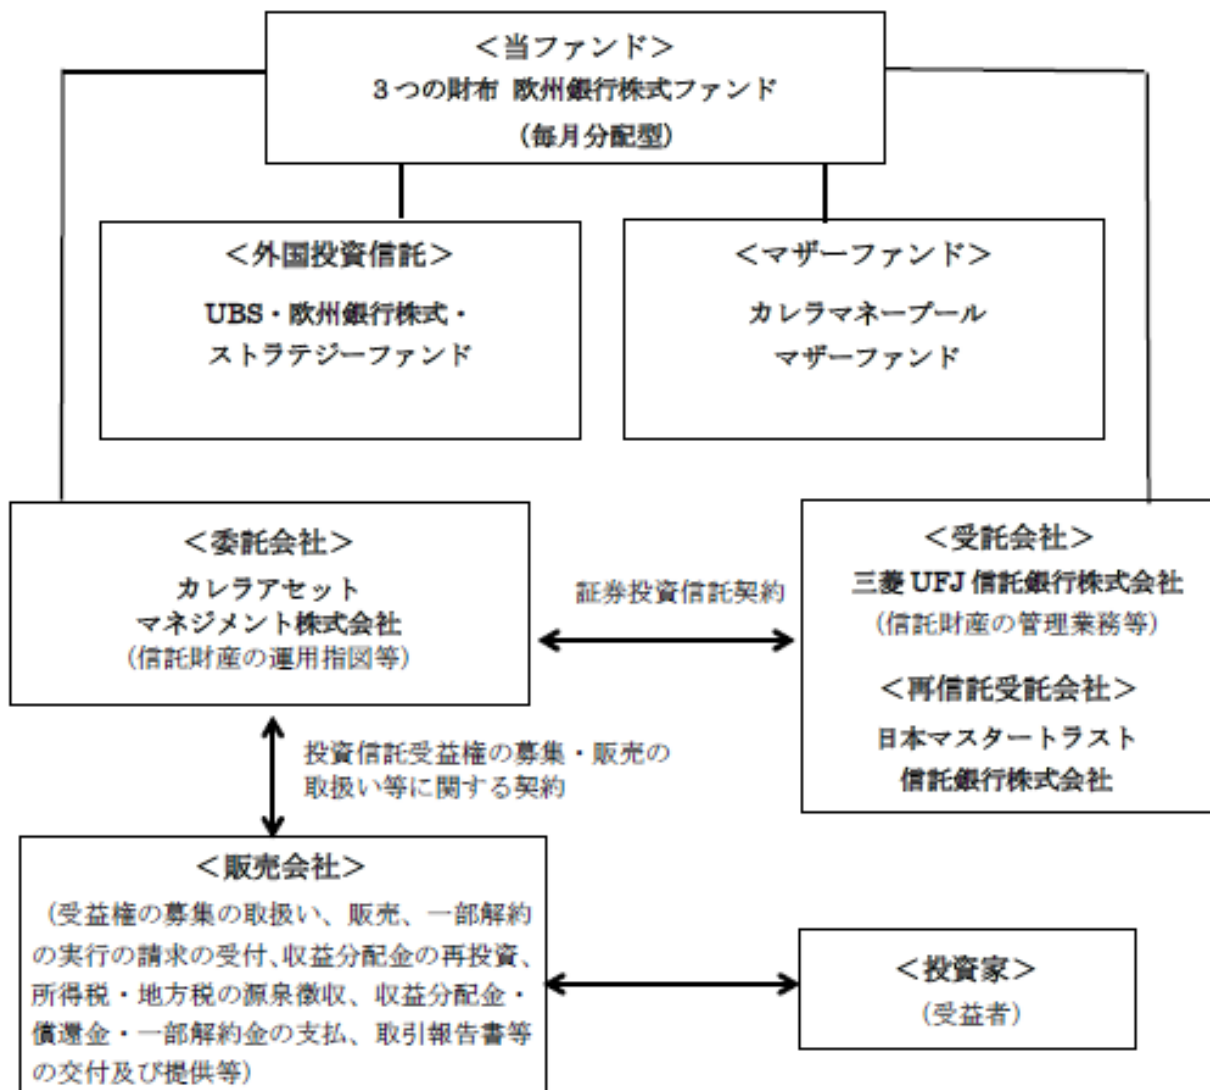 ＜当ファンド＞
3つの財布 欧州銀行株式ファンド
（毎月分配型）
＜外国投資信託＞
UBS・欧州銀行株式・
ストラテジーファンド
＜マザーファンド＞
カレラマネープール
マザーファンド
＜委託会社＞
カレラアセット
マネジメント株式会社
（信託財産の運用指図等）
証券投資信託契約
＜受託会社＞
三菱 UFJ 信託銀行株式会社
（信託財産の管理業務等）
＜再信託受託会社＞
日本マスタートラスト
信託銀行株式会社
投資信託受益権の募集・販売の
取扱い等に関する契約
＜販売会社＞
（受益権の募集の取扱い、販売、一部解約
の実行の請求の受付、収益分配金の再投資、
所得税・地方税の源泉徴収、収益分配金・
償還金・一部解約金の支払、取引報告書等
の交付及び提供等）
＜投資家＞
（受益者）